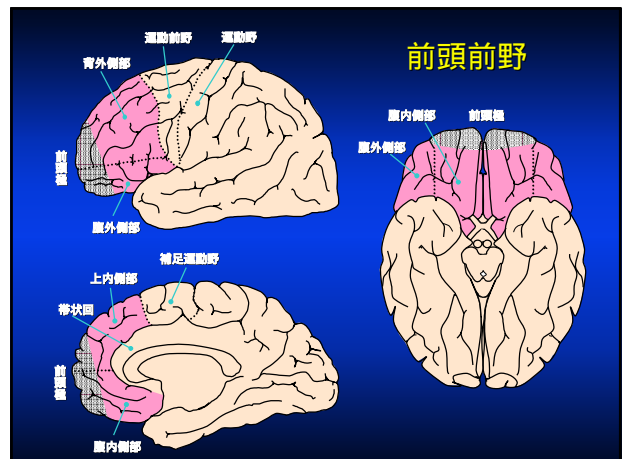 前頭前野
運動前野
運動野
背外側部
前頭極
腹外側部
腹内側部
前頭極
腹外側部
補足運動野
上内側部
帯状回
前頭極
腹内側部